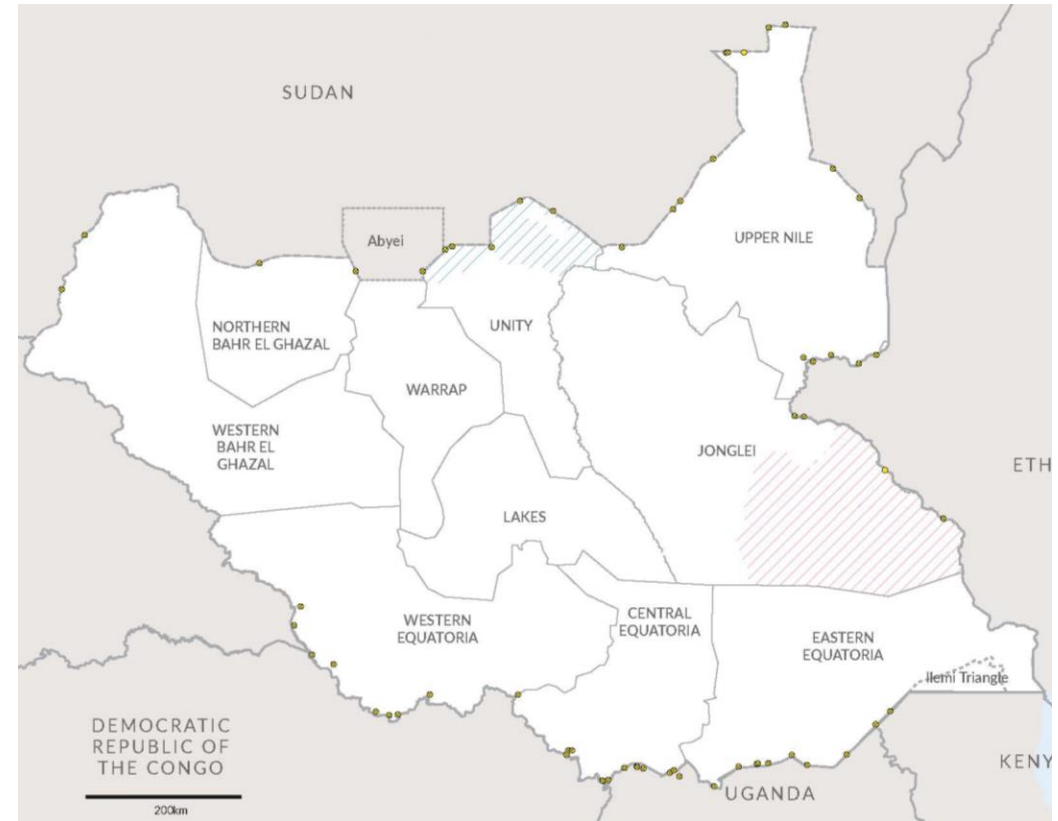 SUDAN
Abyei
UPPER NILE
NORTHERN
BAHR EL GHAZAL
UNITY
WARRAP
WESTERN
BAHR EL
GHAZAL
JONGLEI
ETH
LAKES
WESTERN
EQUATORIA
CENTRAL
EQUATORIA
EASTERN
EQUATORIA
Ilemi Triangle
DEMOCRATIC
REPUBLIC OF
THE CONGO
KENY
UGANDA
200km